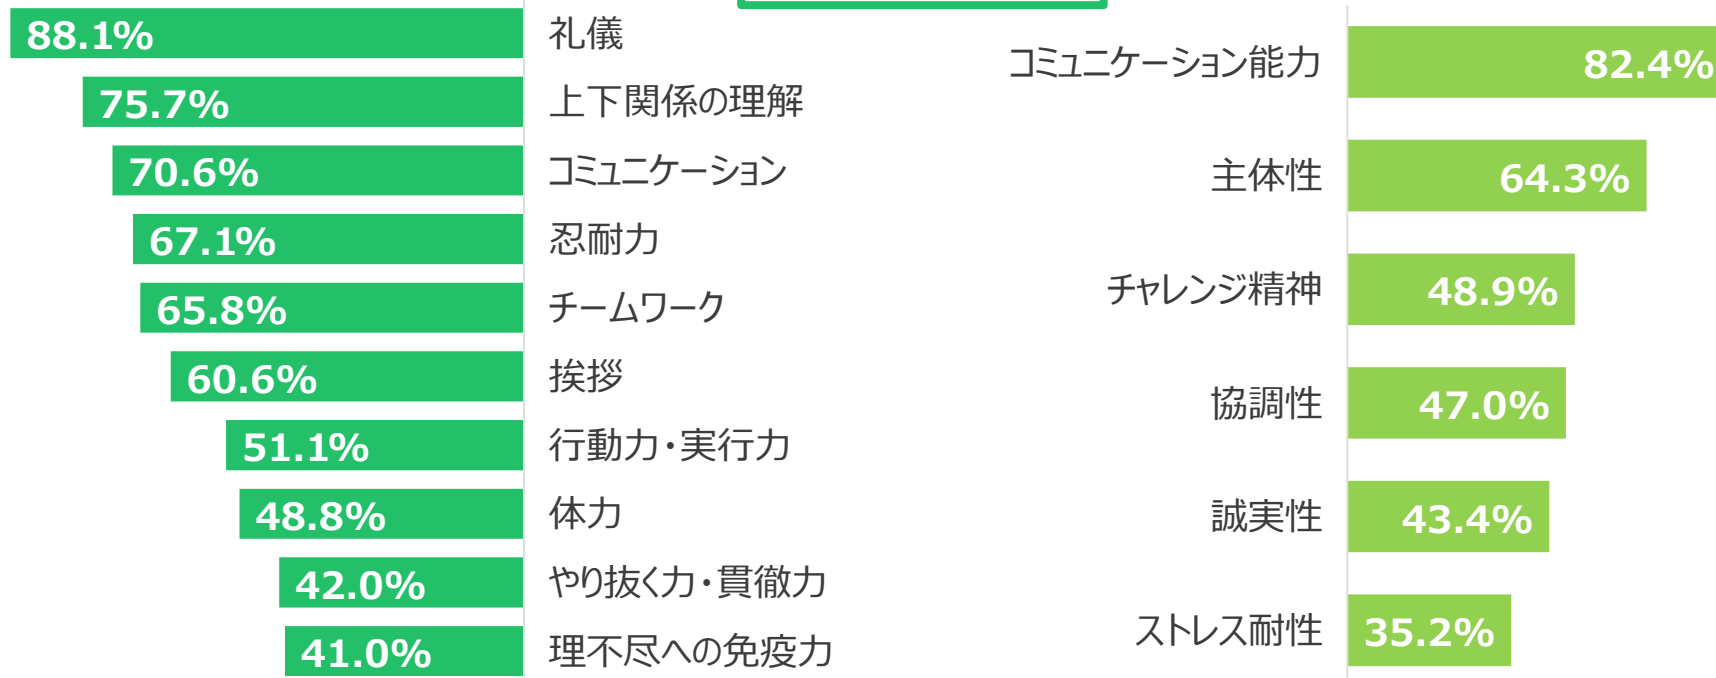 88.1% 礼儀
75.7% 上下関係の理解
70.6% コミュニケーション
67.1% 忍耐力
65.8% チームワーク
60.6% 挨拶
51.1% 行動力・実行力
48.8% 体力
42.0% やり抜く力・貫徹力
41.0% 理不尽への免疫力
コミュニケーション能力 82.4%
主体性 64.3%
チャレンジ精神 48.9%
協調性 47.0%
誠実性 43.4%
ストレス耐性 35.2%